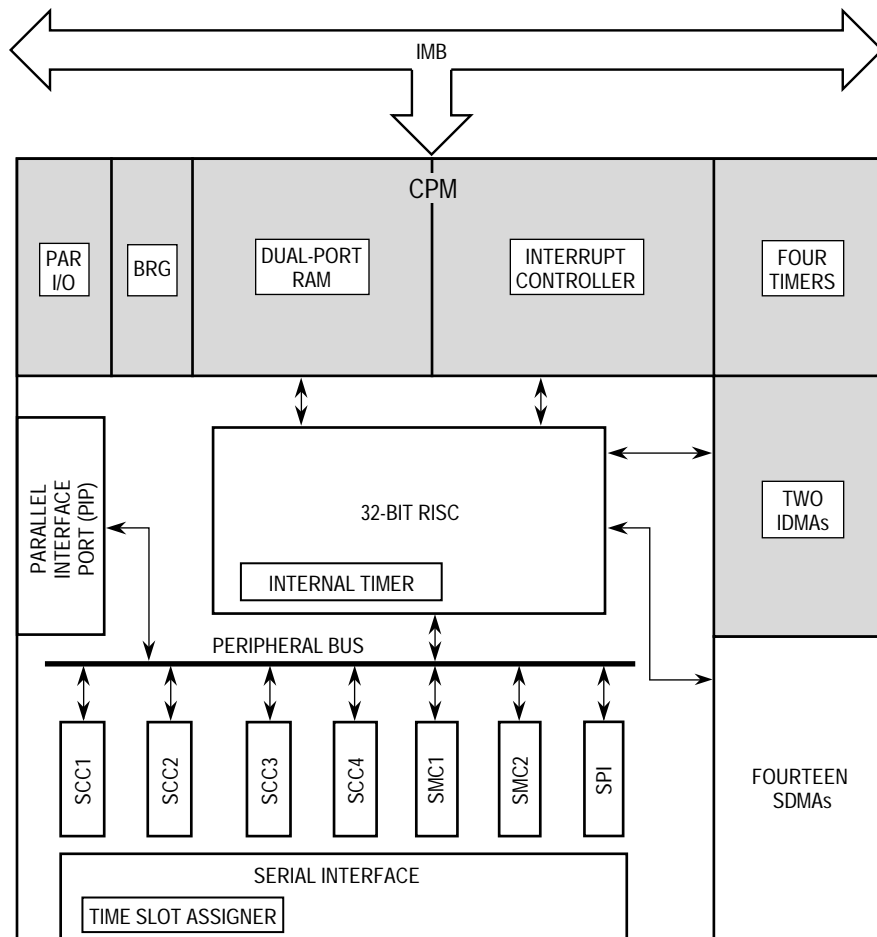 IMB
CPM
PAR
I/O
BRG
DUAL-PORT
RAM
INTERRUPT
CONTROLLER
FOUR
TIMERS
PARALLEL
INTERFACE
PORT (PIP)
32-BIT RISC
INTERNAL TIMER
TWO
IDMAs
PERIPHERAL BUS
SCC1
SCC2
SCC3
SCC4
SMC1
SMC2
SPI
FOURTEEN
SDMAs
SERIAL INTERFACE
TIME SLOT ASSIGNER